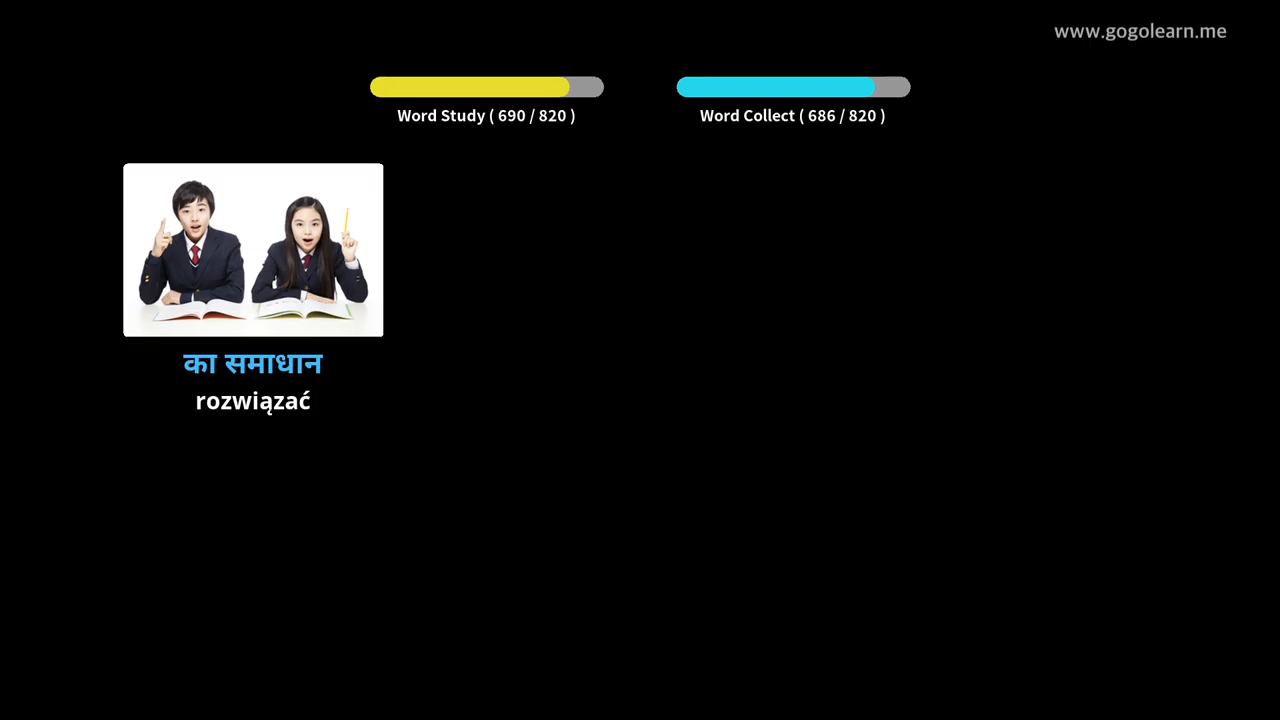 www.gogolearn.me
Word Study ( 690 / 820 )
Word Collect ( 686 / 820 )
का समाधान
rozwiązać